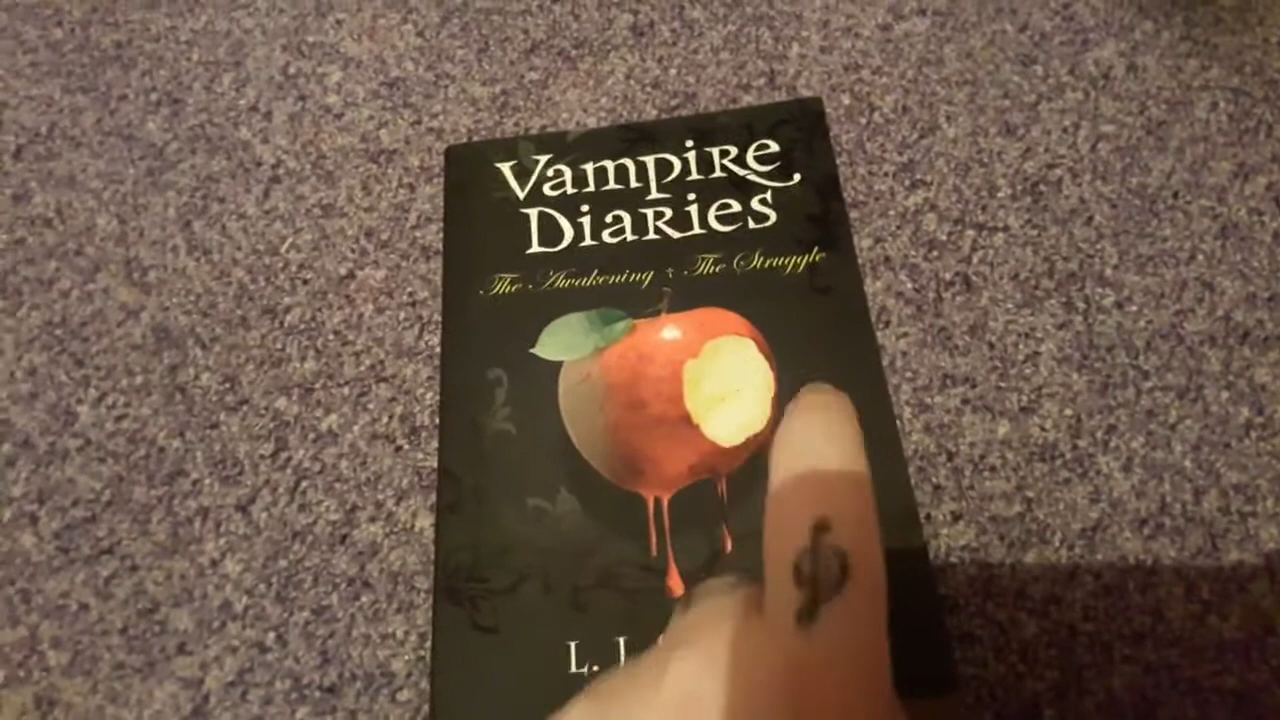 Vampire
Diaries
The Awakening † The Struggle
L. J.